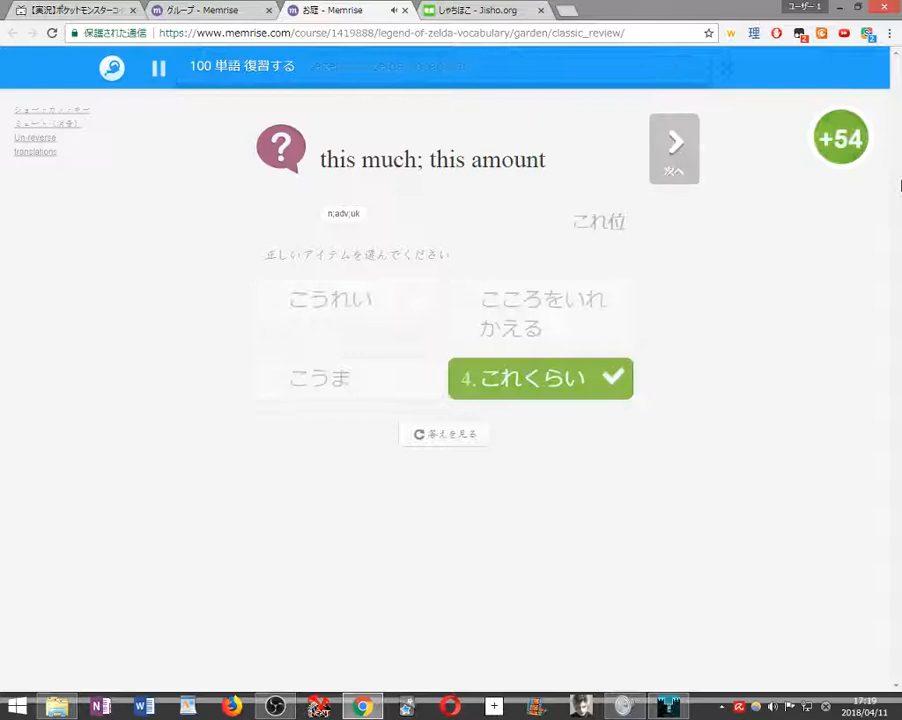 【実況】ポケットモンスターコ
グループ - Memrise
お庭 - Memrise
しゃちほこ - Jisho.org
ユーザー 1
保護された通信
https://www.memrise.com/course/1419888/legend-of-zelda-vocabulary/garden/classic_review/
100 単語 復習する
Un-reverse
translations
?
this much; this amount
次へ
+54
n;adv;uk
これ位
正しいアイテムを選んでください
こうれい
こころをいれ
かえる
こうま
4. これくらい
答えを見る
17:19
2018/04/11